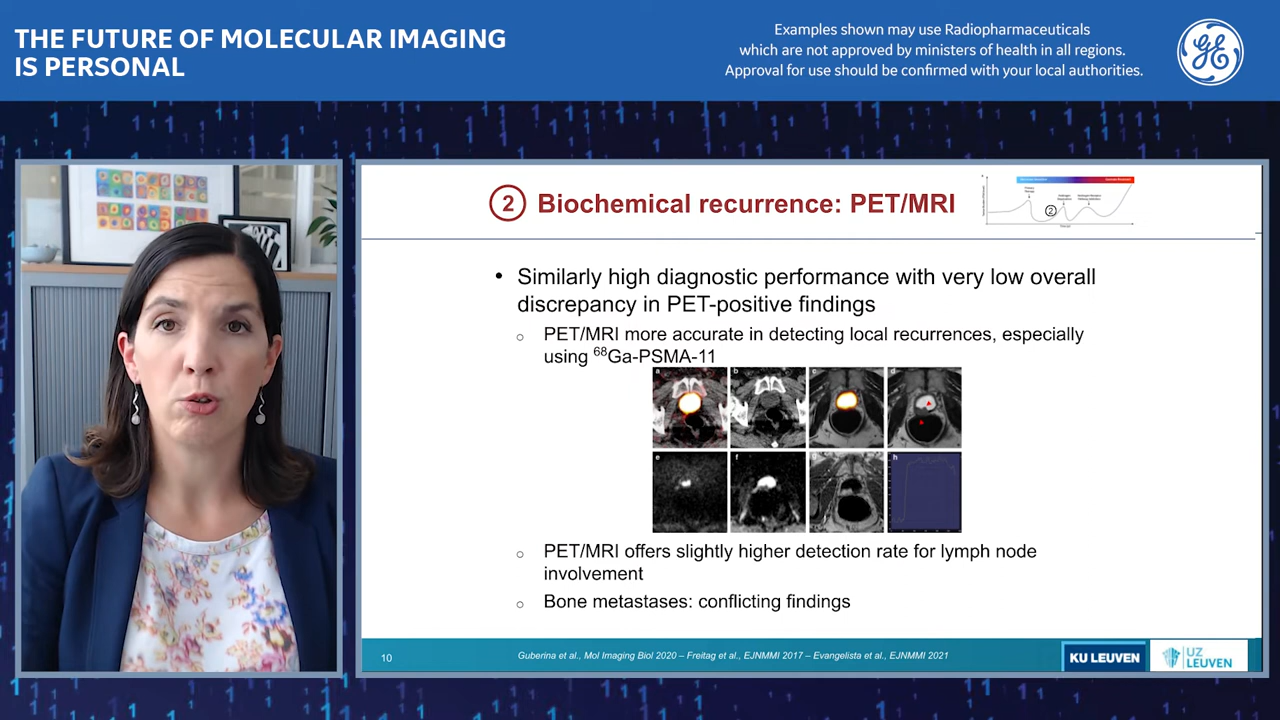 THE FUTURE OF MOLECULAR IMAGING
IS PERSONAL
Examples shown may use Radiopharmaceuticals
which are not approved by ministers of health in all regions.
Approval for use should be confirmed with your local authorities.
2 Biochemical recurrence: PET/MRI
2
• Similarly high diagnostic performance with very low overall
discrepancy in PET-positive findings
○ PET/MRI more accurate in detecting local recurrences, especially
using ⁶⁸Ga-PSMA-11
a b c d
e f g h
○ PET/MRI offers slightly higher detection rate for lymph node
involvement
○ Bone metastases: conflicting findings
10
Guberina et al., Mol Imaging Biol 2020 – Freitag et al., EJNMMI 2017 – Evangelista et al., EJNMMI 2021
KU LEUVEN
UZ
LEUVEN